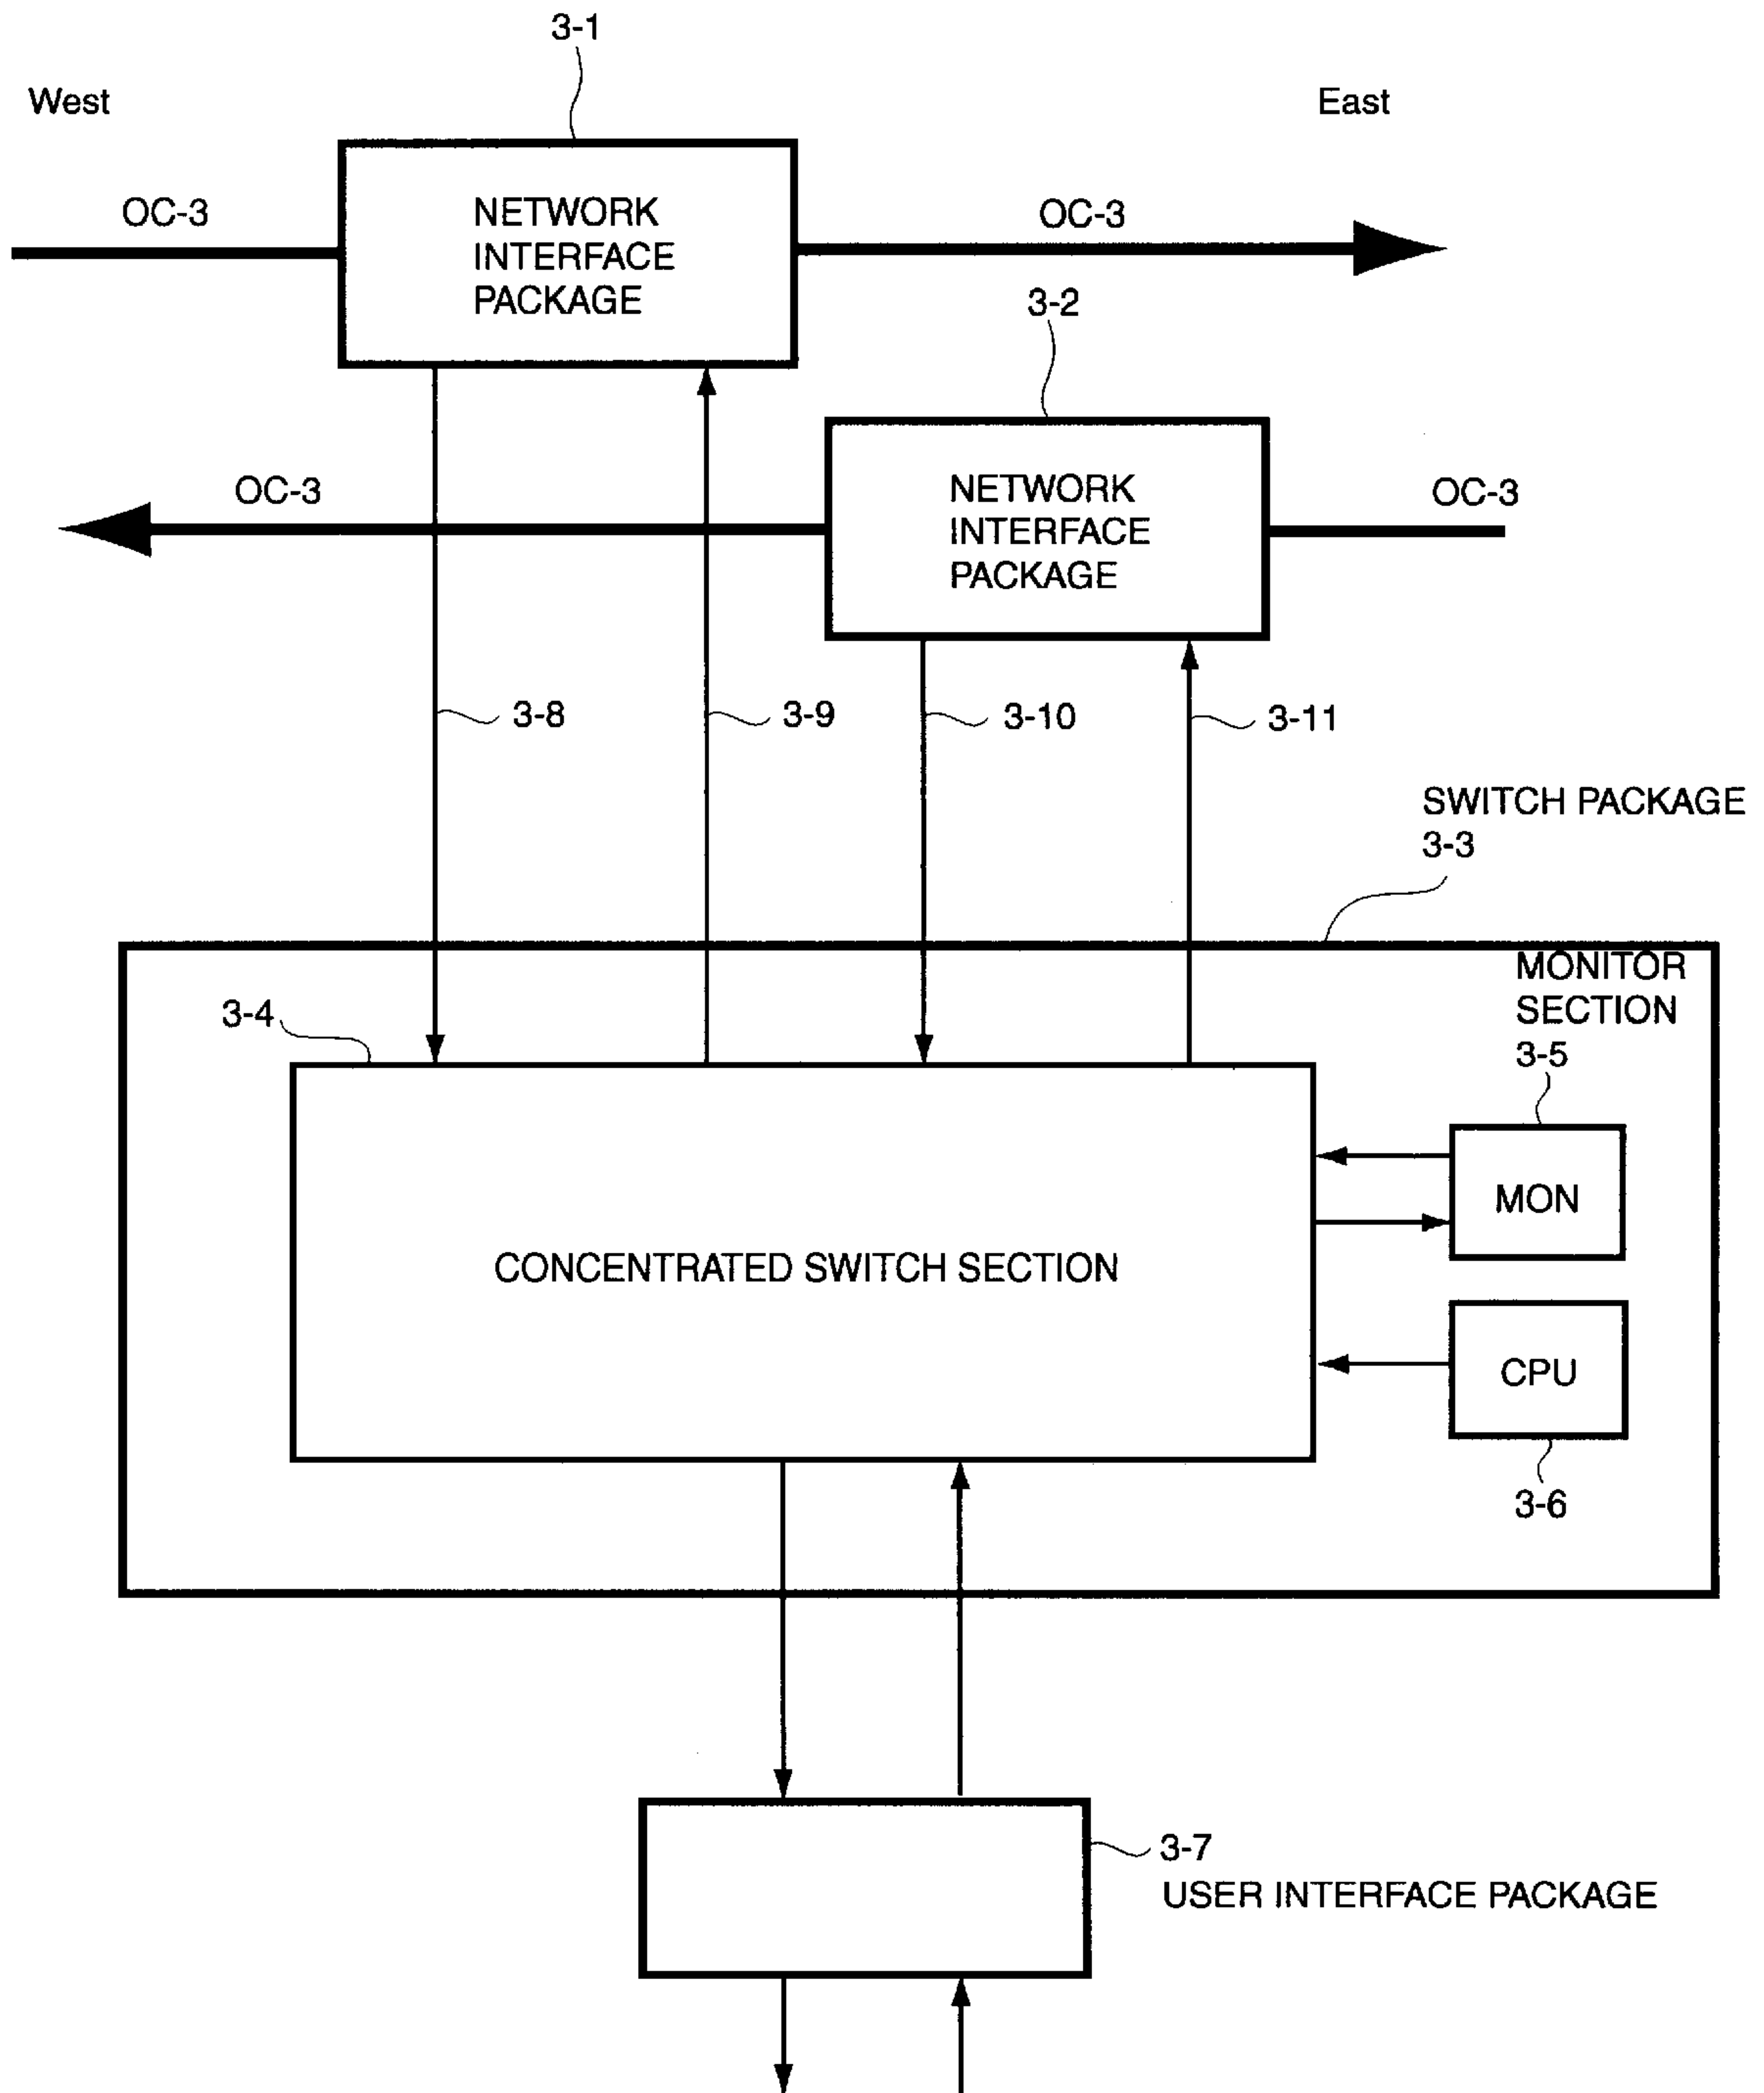 3-1
West
East
OC-3
NETWORK
INTERFACE
PACKAGE
OC-3
3-2
OC-3
NETWORK
INTERFACE
PACKAGE
OC-3
3-8
3-9
3-10
3-11
SWITCH PACKAGE
3-3
MONITOR
SECTION
3-5
3-4
MON
CONCENTRATED SWITCH SECTION
CPU
3-6
3-7
USER INTERFACE PACKAGE